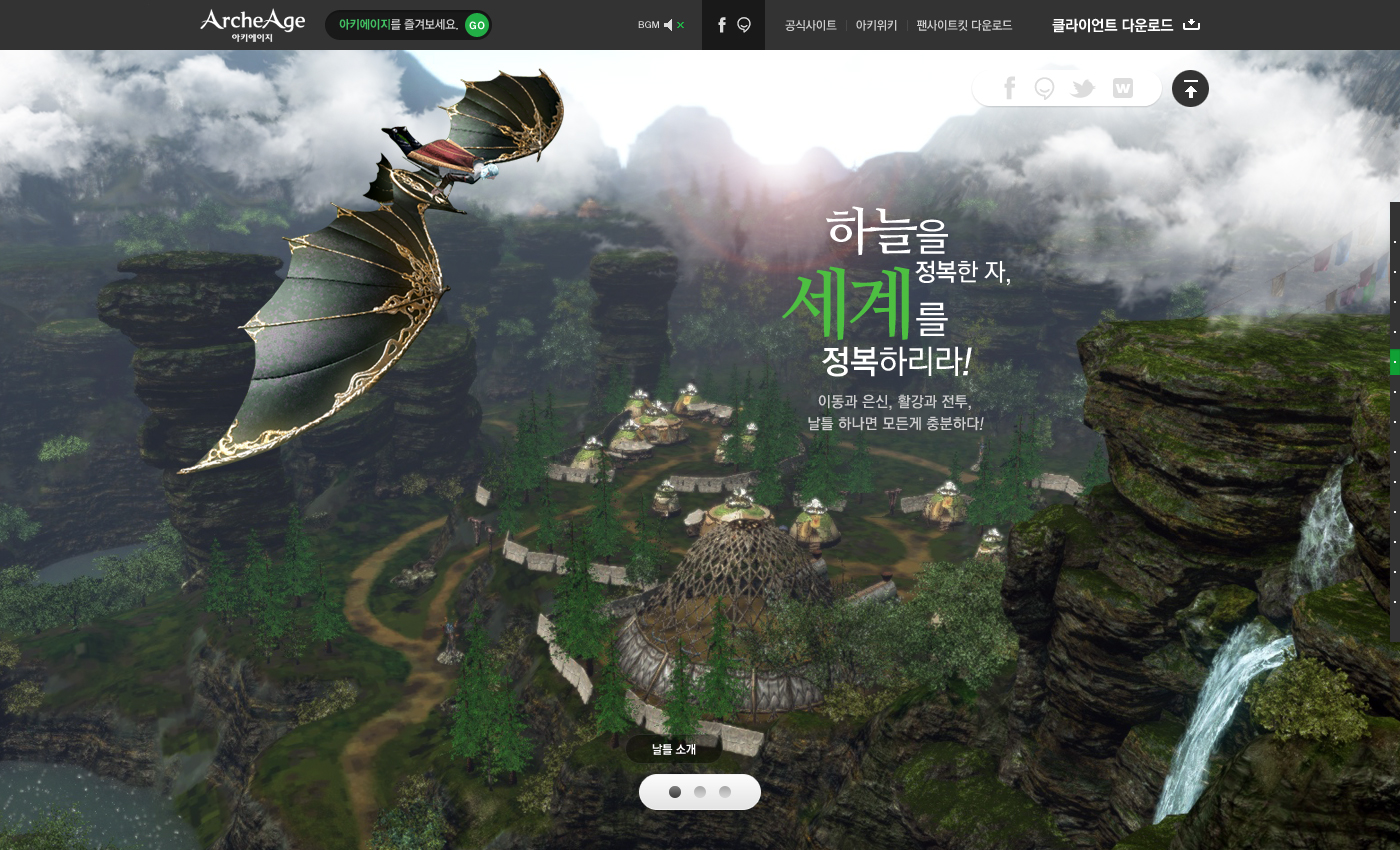 ArcheAge
아키에이지
아키에이지를 즐겨보세요. GO
BGM
공식사이트
아키위키
팬사이트킷 다운로드
클라이언트 다운로드
하늘을
정복한 자,
세계를
정복하리라!
이동과 은신, 활강과 전투,
날틀 하나면 모든게 충분하다!
날틀 소개